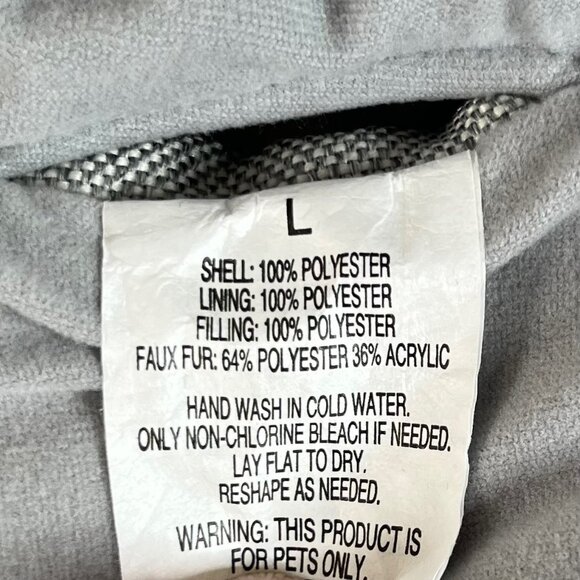 L
SHELL: 100% POLYESTER
LINING: 100% POLYESTER
FILLING: 100% POLYESTER
FAUX FUR: 64% POLYESTER 36% ACRYLIC
HAND WASH IN COLD WATER.
ONLY NON-CHLORINE BLEACH IF NEEDED.
LAY FLAT TO DRY.
RESHAPE AS NEEDED.
WARNING: THIS PRODUCT IS
FOR PETS ONLY.